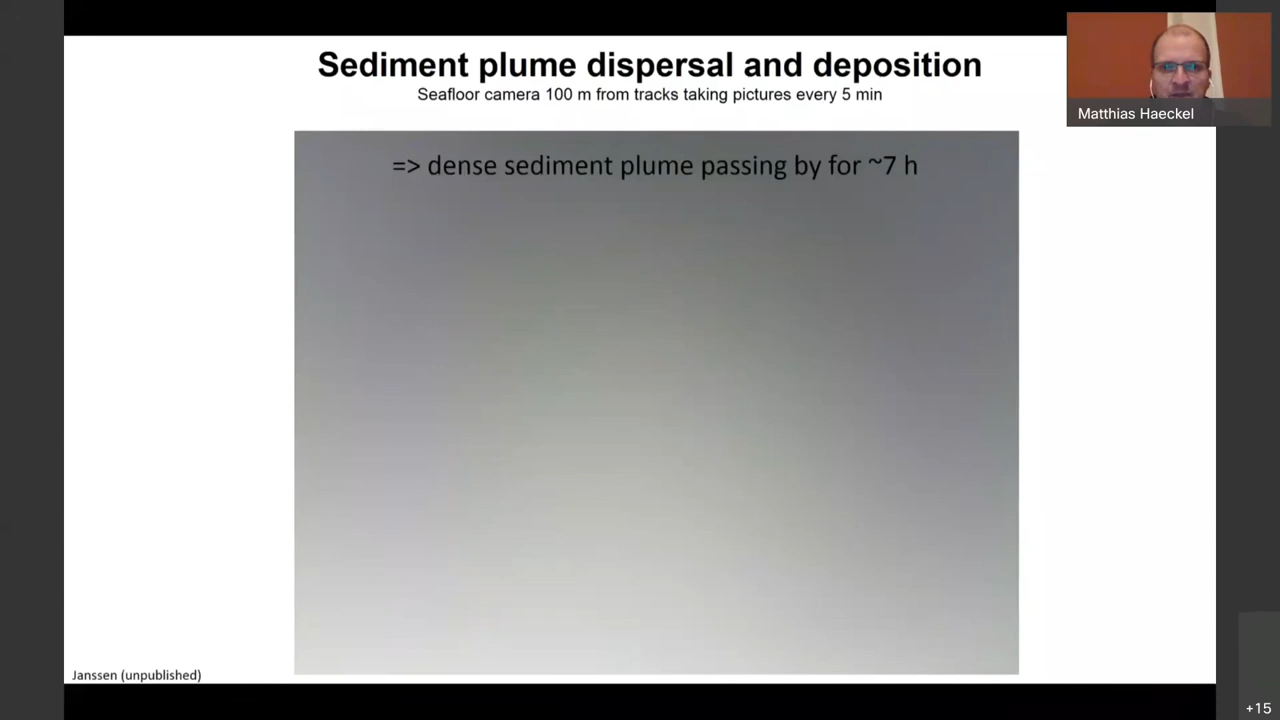 Sediment plume dispersal and deposition
Seafloor camera 100 m from tracks taking pictures every 5 min
Matthias Haeckel
=> dense sediment plume passing by for ~7 h
Janssen (unpublished)
+15